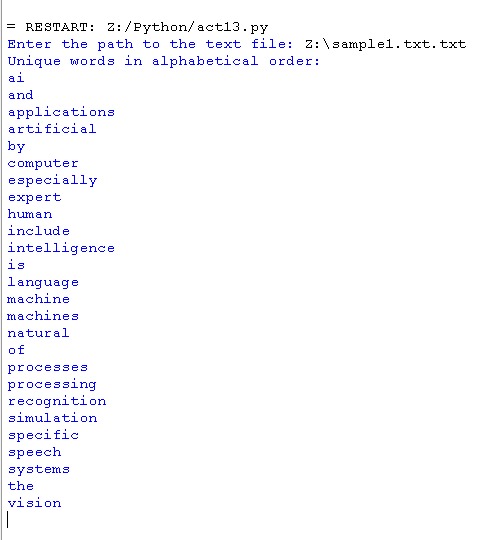 = RESTART: Z:/Python/act13.py
Enter the path to the text file: Z:\sample1.txt.txt
Unique words in alphabetical order:
ai
and
applications
artificial
by
computer
especially
expert
human
include
intelligence
is
language
machine
machines
natural
of
processes
processing
recognition
simulation
specific
speech
systems
the
vision